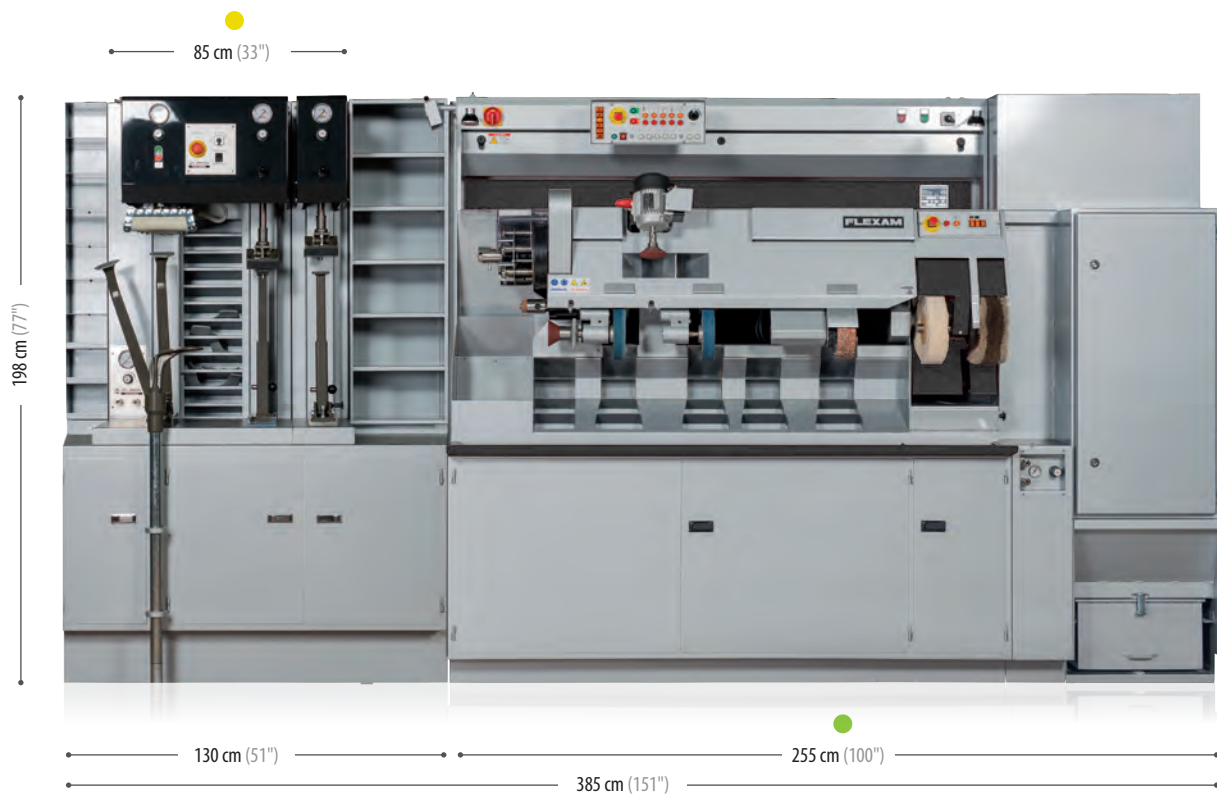 85 cm (33")
198 cm (77")
FLEXAM
130 cm (51")
255 cm (100")
385 cm (151")